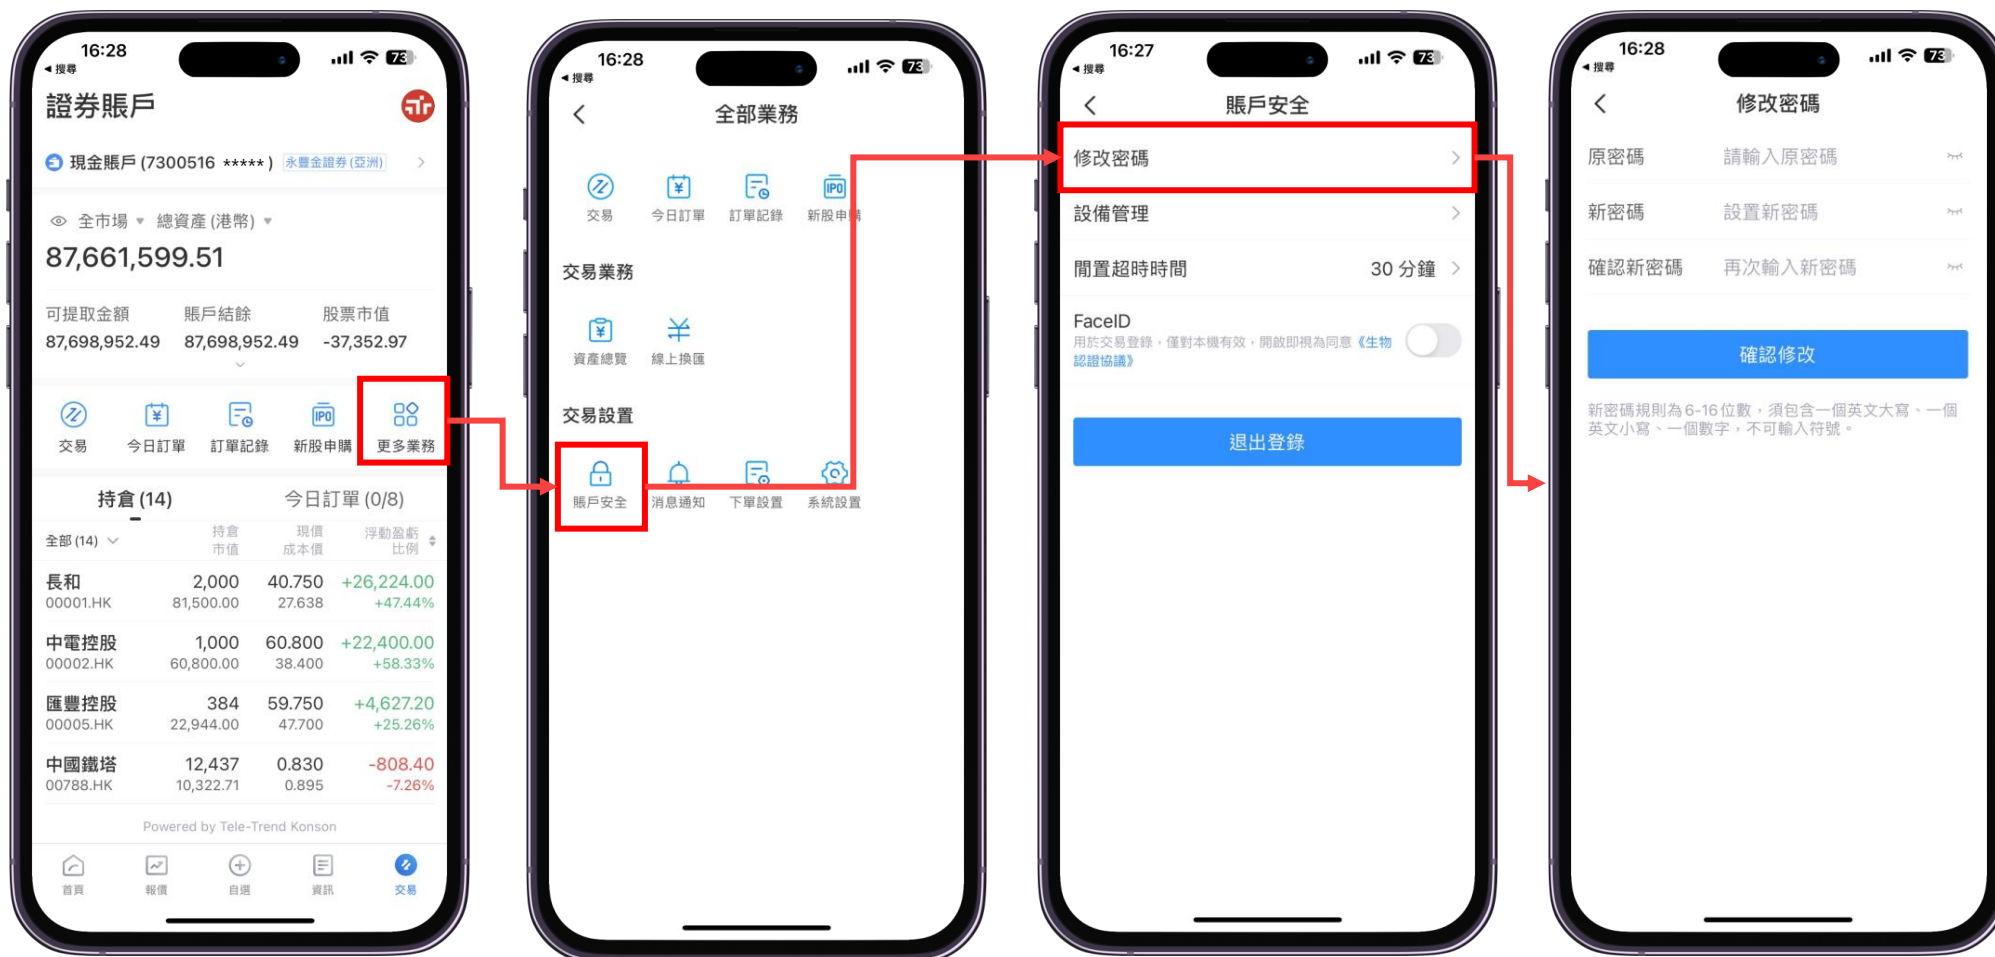 16:28
73
◀ 搜尋
證券賬戶
現金賬戶 (7300516 *****) 永豐金證券(亞洲)
全市場 總資產(港幣)
87,661,599.51
可提取金額 賬戶結餘 股票市值
87,698,952.49 87,698,952.49 -37,352.97
交易 今日訂單 訂單記錄 新股申購 更多業務
持倉(14) 今日訂單(0/8)
全部(14) 持倉 現價 浮動盈虧
市值 成本價 比例
長和 2,000 40.750 +26,224.00
00001.HK 81,500.00 27.638 +47.44%
中電控股 1,000 60.800 +22,400.00
00002.HK 60,800.00 38.400 +58.33%
匯豐控股 384 59.750 +4,627.20
00005.HK 22,944.00 47.700 +25.26%
中國鐵塔 12,437 0.830 -808.40
00788.HK 10,322.71 0.895 -7.26%
Powered by Tele-Trend Konson
首頁 報價 自選 資訊 交易
16:28
73
◀ 搜尋
全部業務
交易 今日訂單 訂單記錄 新股申購
交易業務
資產總覽 線上換匯
交易設置
賬戶安全 消息通知 下單設置 系統設置
16:27
73
◀ 搜尋
賬戶安全
修改密碼
設備管理
閒置超時時間 30 分鐘
FaceID
用於交易登錄，僅對本機有效，開啟即視為同意《生物
認證協議》
退出登錄
16:28
73
◀ 搜尋
修改密碼
原密碼 請輸入原密碼
新密碼 設置新密碼
確認新密碼 再次輸入新密碼
確認修改
新密碼規則為6-16位數，須包含一個英文大寫、一個
英文小寫、一個數字，不可輸入符號。